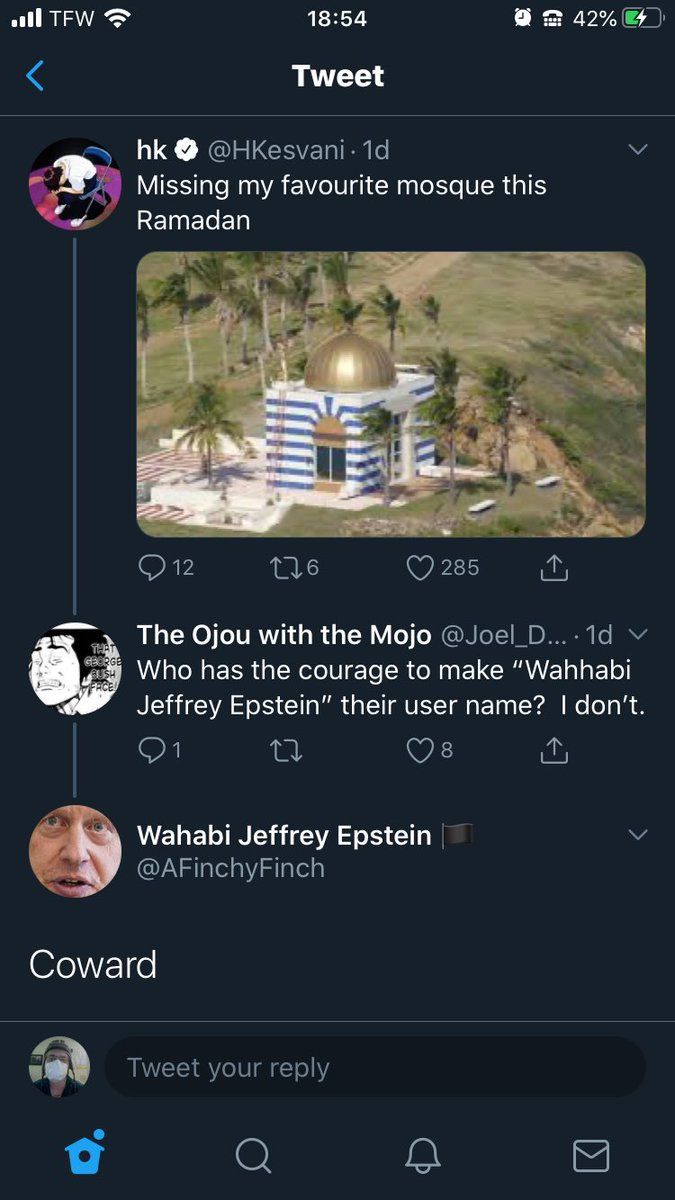 TFW 18:54 42%
Tweet
hk @HKesvani · 1d
Missing my favourite mosque this
Ramadan
12 6 285
The Ojou with the Mojo @Joel_D... · 1d
THAT
GEORGE
BUSH
FACE!
Who has the courage to make “Wahhabi
Jeffrey Epstein” their user name? I don’t.
1 8
Wahabi Jeffrey Epstein 🏴
@AFinchyFinch
Coward
Tweet your reply